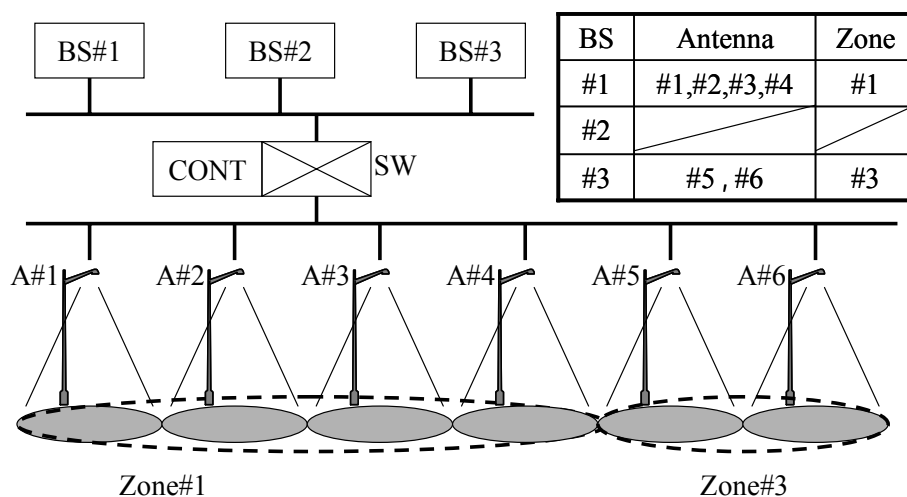 BS#1 BS#2 BS#3
BS Antenna Zone
#1 #1,#2,#3,#4 #1
#2
#3 #5 , #6 #3
CONT SW
A#1 A#2 A#3 A#4 A#5 A#6
Zone#1 Zone#3